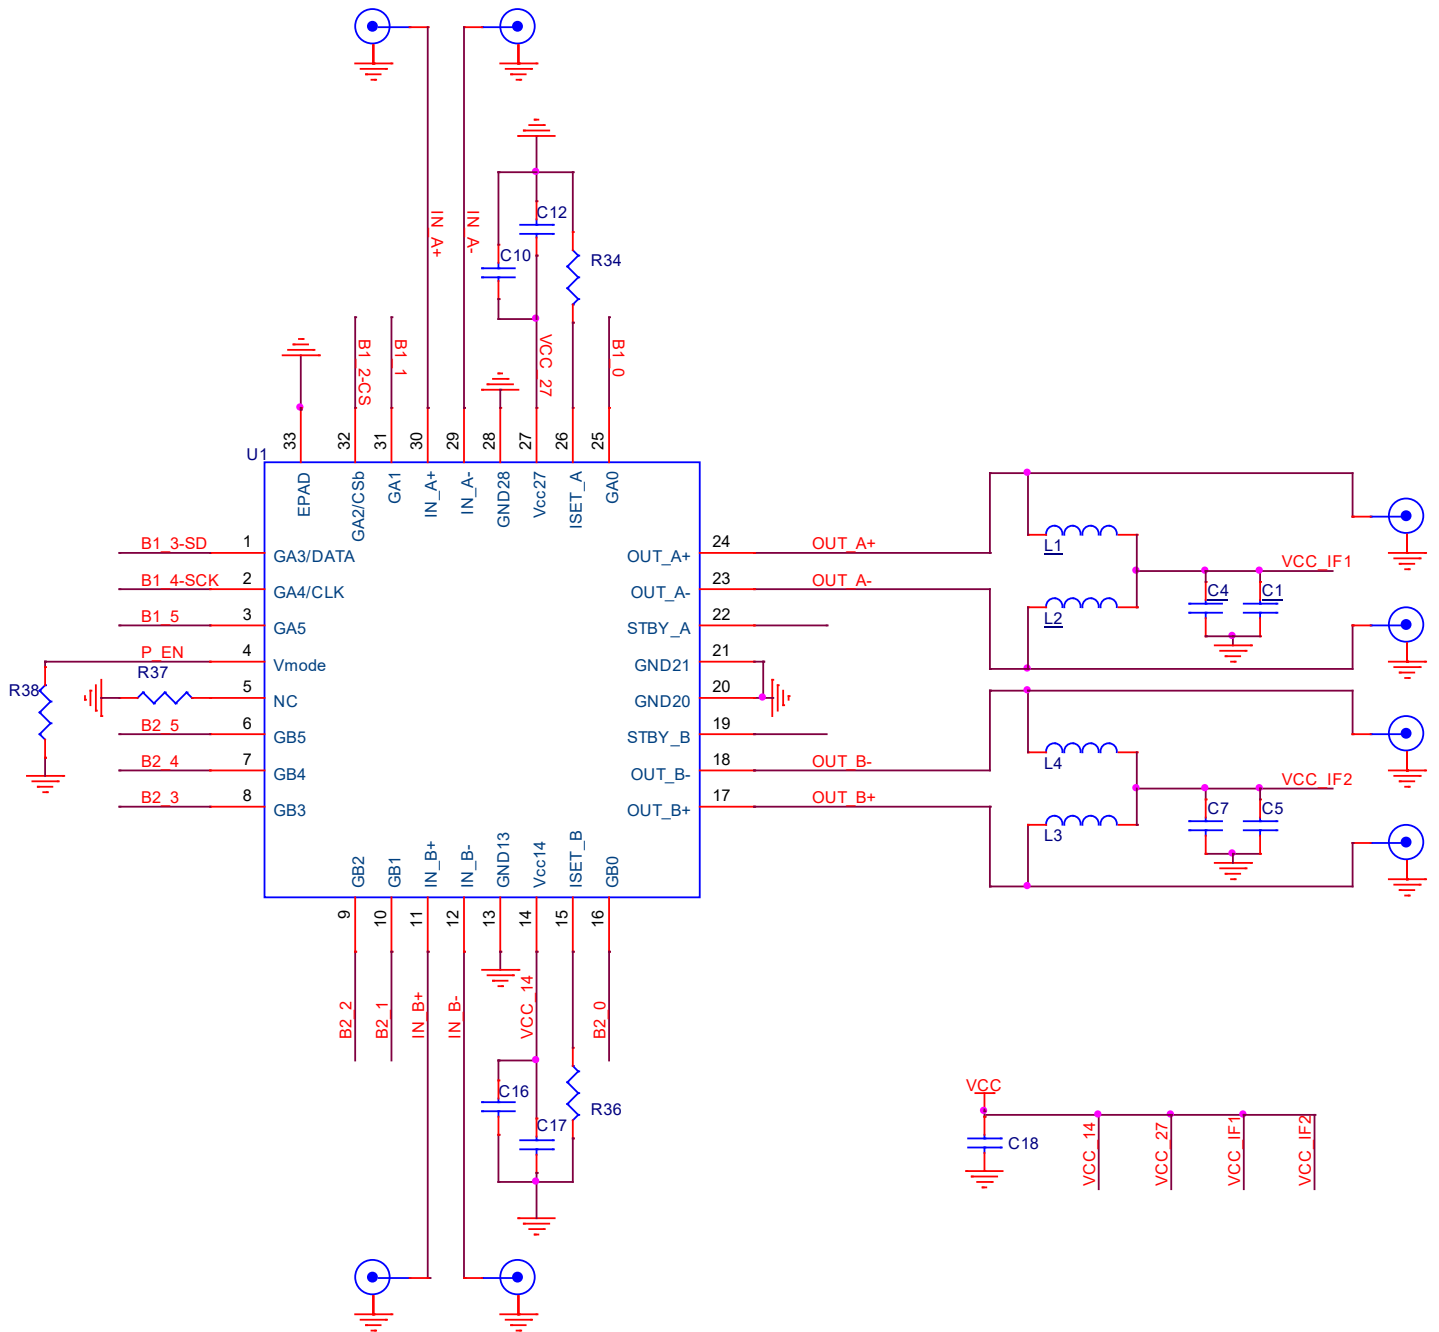 IN_A+
IN_A-
C12
C10
R34
B1_2-CS
B1_1
VCC_27
B1_0
33
32
31
30
29
28
27
26
25
U1
EPAD
GA2/CSb
GA1
IN_A+
IN_A-
GND28
Vcc27
ISET_A
GA0
B1_3-SD
1
GA3/DATA
B1_4-SCK
2
GA4/CLK
B1_5
3
GA5
P_EN
4
Vmode
R37
5
NC
R38
B2_5
6
GB5
B2_4
7
GB4
B2_3
8
GB3
OUT_A+
24
OUT_A+
OUT_A-
23
OUT_A-
STBY_A
22
GND21
21
GND20
20
STBY_B
19
OUT_B-
18
OUT_B-
OUT_B+
17
OUT_B+
L1
L2
VCC_IF1
C4
C1
L4
L3
VCC_IF2
C7
C5
GB2
GB1
IN_B+
IN_B-
GND13
Vcc14
ISET_B
GB0
9
10
11
12
13
14
15
16
B2_2
B2_1
IN_B+
IN_B-
VCC_14
B2_0
C16
C17
R36
VCC
C18
VCC_14
VCC_27
VCC_IF1
VCC_IF2